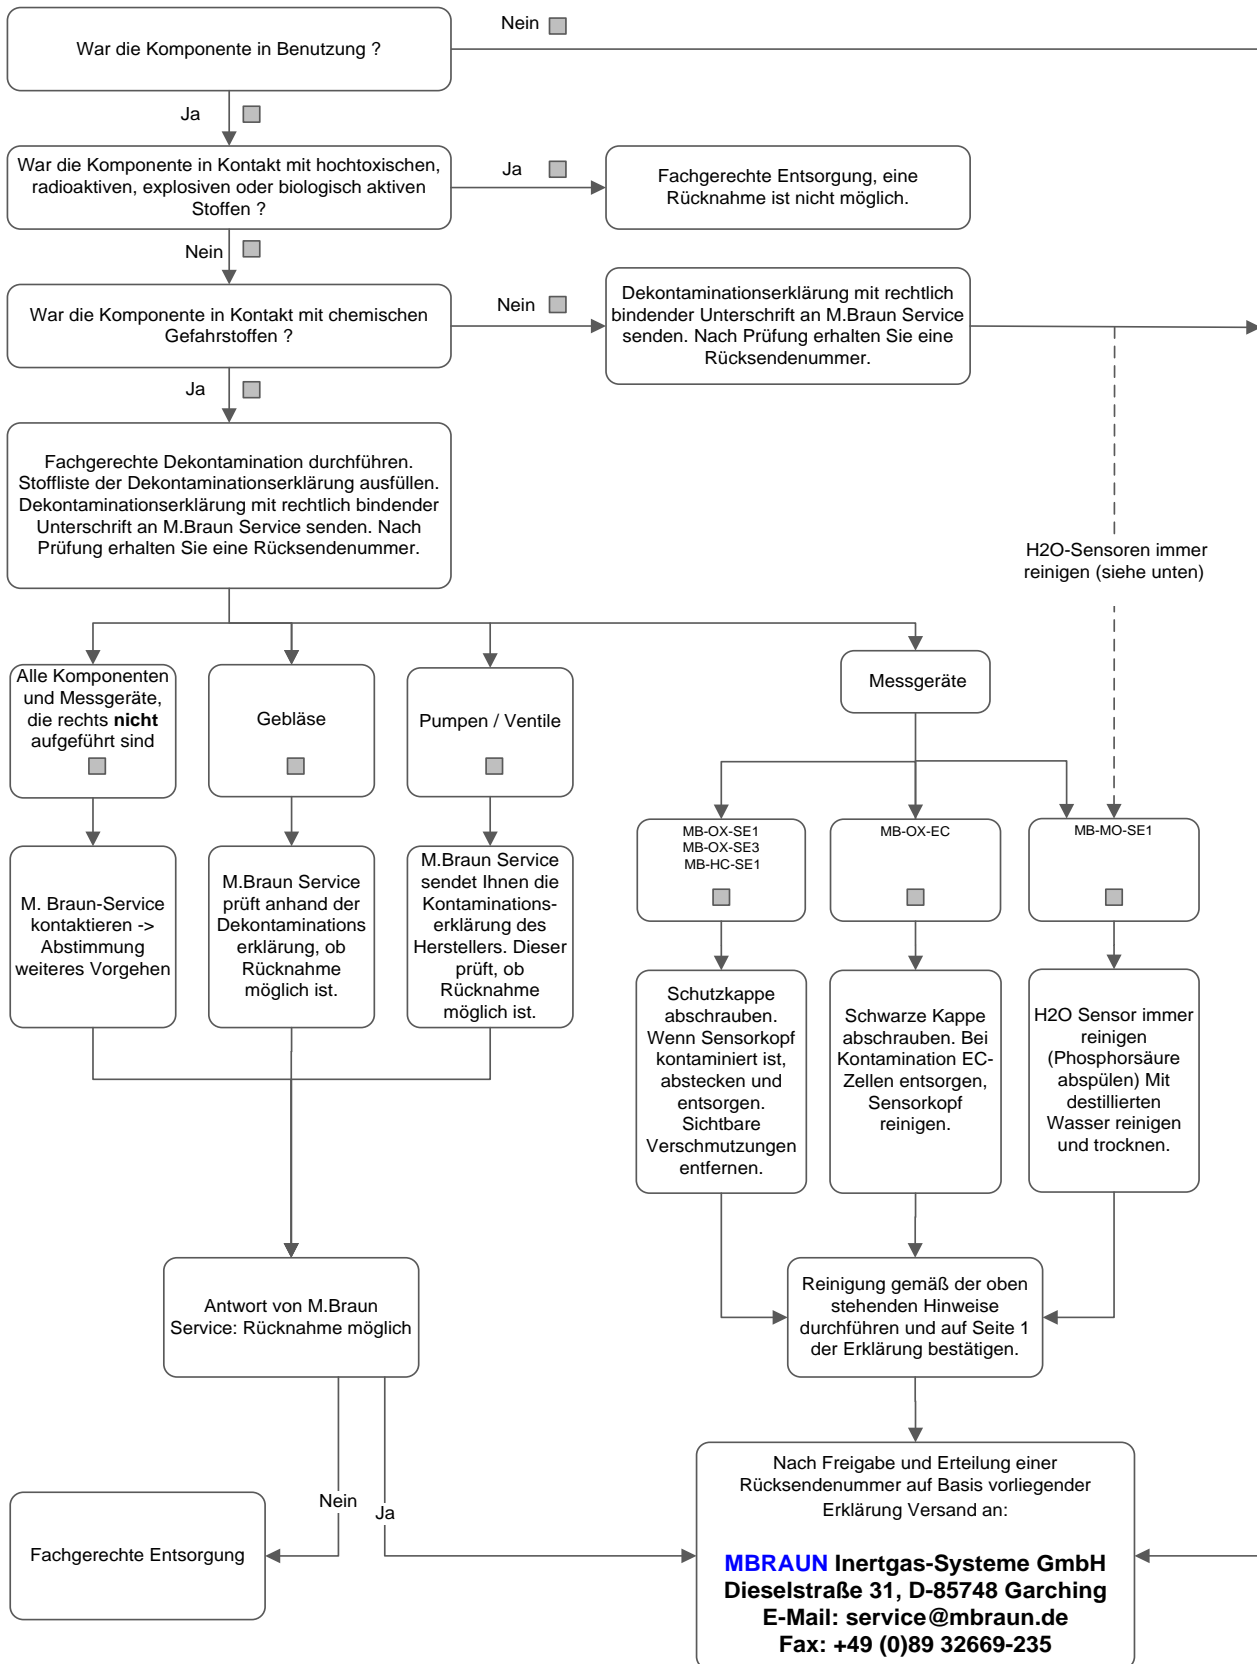 War die Komponente in Benutzung ?
Nein
Ja
War die Komponente in Kontakt mit hochtoxischen,
radioaktiven, explosiven oder biologisch aktiven
Stoffen ?
Ja
Fachgerechte Entsorgung, eine
Rücknahme ist nicht möglich.
Nein
War die Komponente in Kontakt mit chemischen
Gefahrstoffen ?
Nein
Dekontaminationserklärung mit rechtlich
bindender Unterschrift an M.Braun Service
senden. Nach Prüfung erhalten Sie eine
Rücksendenummer.
Ja
Fachgerechte Dekontamination durchführen.
Stoffliste der Dekontaminationserklärung ausfüllen.
Dekontaminationserklärung mit rechtlich bindender
Unterschrift an M.Braun Service senden. Nach
Prüfung erhalten Sie eine Rücksendenummer.
H2O-Sensoren immer
reinigen (siehe unten)
Alle Komponenten
und Messgeräte,
die rechts nicht
aufgeführt sind
Gebläse
Pumpen / Ventile
Messgeräte
MB-OX-SE1
MB-OX-SE3
MB-HC-SE1
MB-OX-EC
MB-MO-SE1
M. Braun-Service
kontaktieren ->
Abstimmung
weiteres Vorgehen
M.Braun Service
prüft anhand der
Dekontaminations
erklärung, ob
Rücknahme
möglich ist.
M.Braun Service
sendet Ihnen die
Kontaminations-
erklärung des
Herstellers. Dieser
prüft, ob
Rücknahme
möglich ist.
Schutzkappe
abschrauben.
Wenn Sensorkopf
kontaminiert ist,
abstecken und
entsorgen.
Sichtbare
Verschmutzungen
entfernen.
Schwarze Kappe
abschrauben. Bei
Kontamination EC-
Zellen entsorgen,
Sensorkopf
reinigen.
H2O Sensor immer
reinigen
(Phosphorsäure
abspülen) Mit
destillierten
Wasser reinigen
und trocknen.
Antwort von M.Braun
Service: Rücknahme möglich
Reinigung gemäß der oben
stehenden Hinweise
durchführen und auf Seite 1
der Erklärung bestätigen.
Nein
Ja
Fachgerechte Entsorgung
Nach Freigabe und Erteilung einer
Rücksendenummer auf Basis vorliegender
Erklärung Versand an:
MBRAUN Inertgas-Systeme GmbH
Dieselstraße 31, D-85748 Garching
E-Mail: service@mbraun.de
Fax: +49 (0)89 32669-235